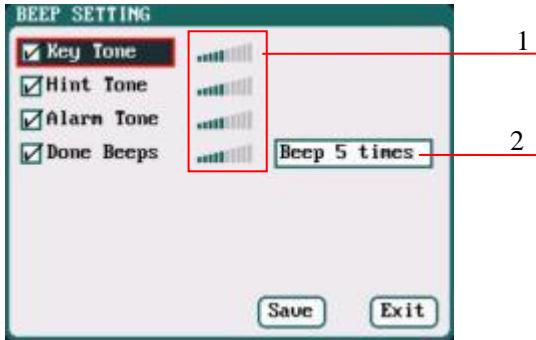 BEEP SETTING
Key Tone
1
Hint Tone
Alarm Tone
Done Beeps
Beep 5 times
2
Save
Exit